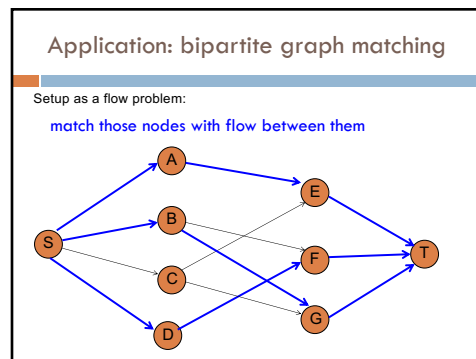 Application: bipartite graph matching
Setup as a flow problem:
match those nodes with flow between them
A
E
B
S
F
T
C
G
D